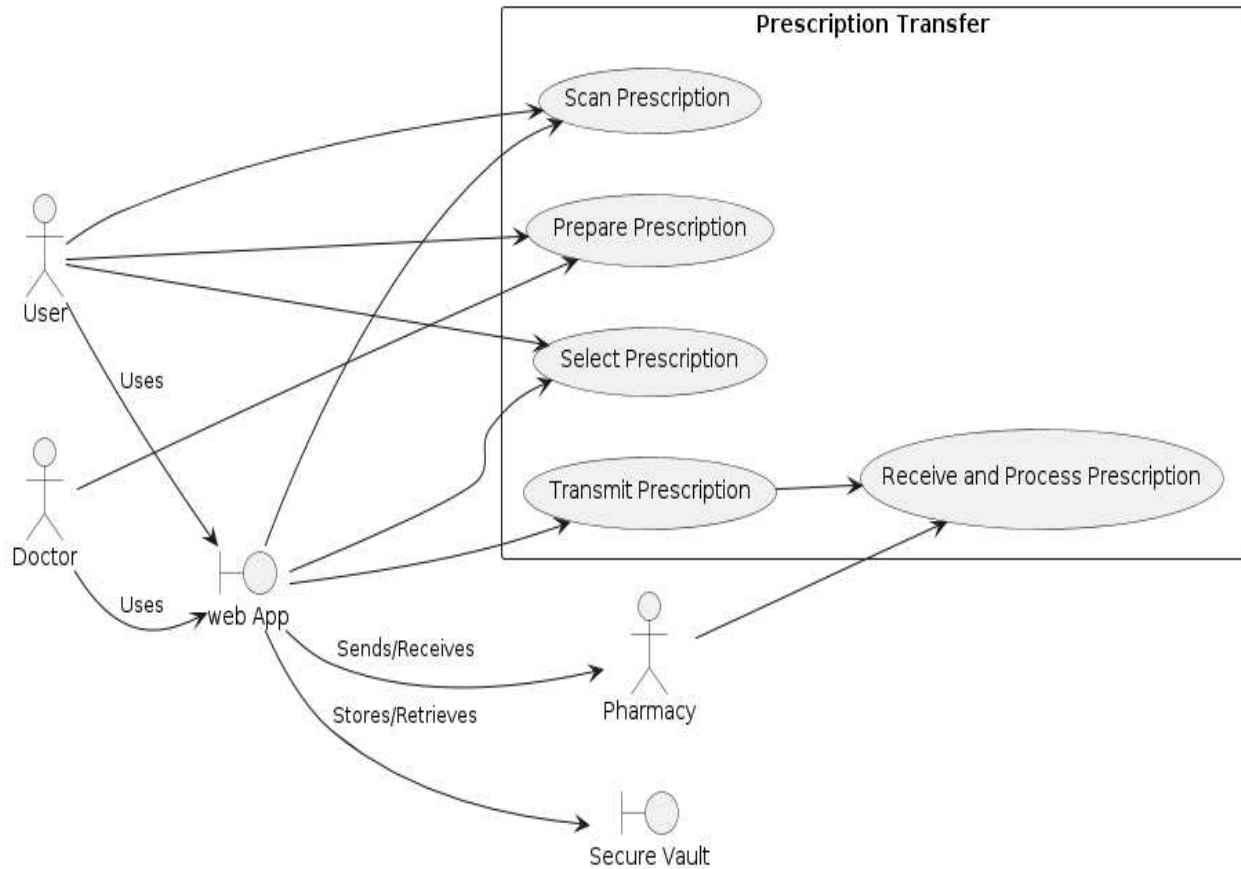 Prescription Transfer
Scan Prescription
Prepare Prescription
User
Select Prescription
Uses
Transmit Prescription
Receive and Process Prescription
Doctor
Uses
web App
Sends/Receives
Pharmacy
Stores/Retrieves
Secure Vault